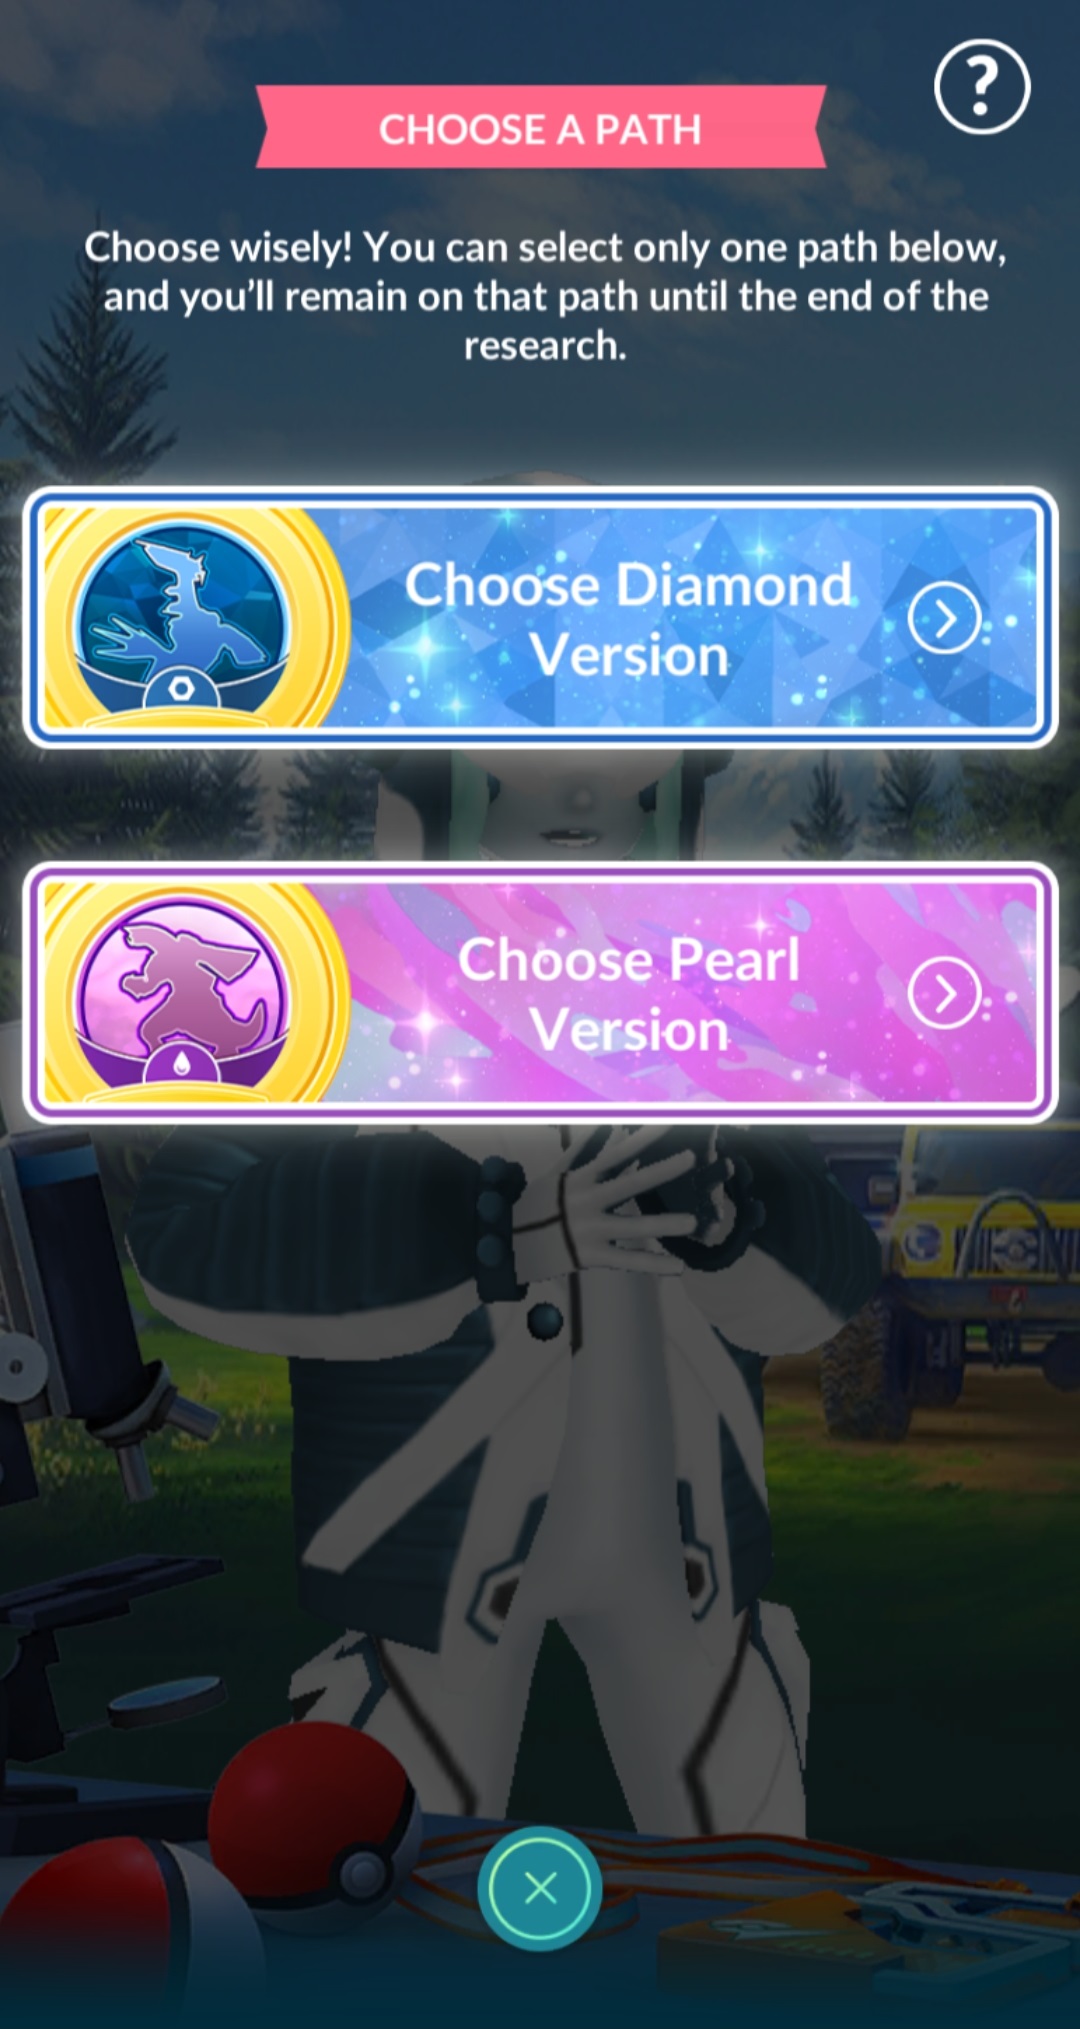 ?
CHOOSE A PATH
Choose wisely! You can select only one path below,
and you’ll remain on that path until the end of the
research.
Choose Diamond
Version
Choose Pearl
Version